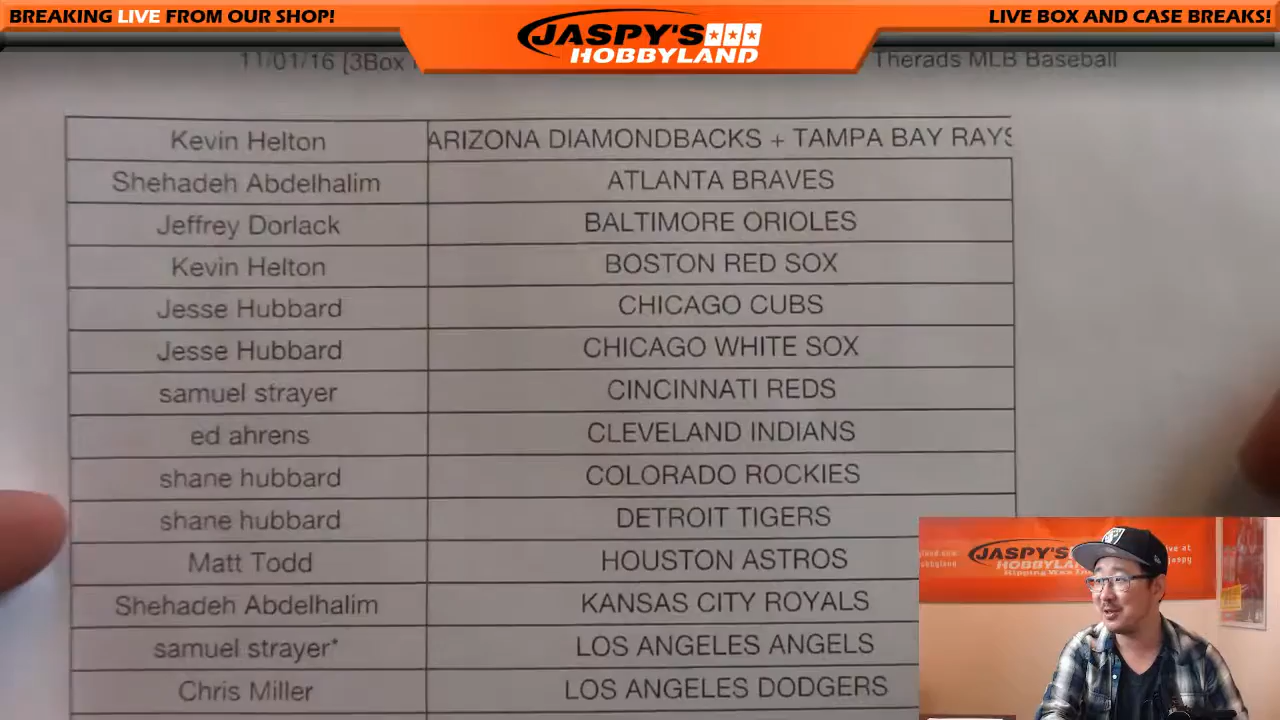 BREAKING LIVE FROM OUR SHOP!
JASPY'S
HOBBYLAND
LIVE BOX AND CASE BREAKS!
11/01/16 [3Box
Therads MLB Baseball
Kevin Helton ARIZONA DIAMONDBACKS + TAMPA BAY RAYS
Shehadeh Abdelhalim ATLANTA BRAVES
Jeffrey Dorlack BALTIMORE ORIOLES
Kevin Helton BOSTON RED SOX
Jesse Hubbard CHICAGO CUBS
Jesse Hubbard CHICAGO WHITE SOX
samuel strayer CINCINNATI REDS
ed ahrens CLEVELAND INDIANS
shane hubbard COLORADO ROCKIES
shane hubbard DETROIT TIGERS
Matt Todd HOUSTON ASTROS
Shehadeh Abdelhalim KANSAS CITY ROYALS
samuel strayer* LOS ANGELES ANGELS
Chris Miller LOS ANGELES DODGERS
JASPY'S
HOBBYLAND